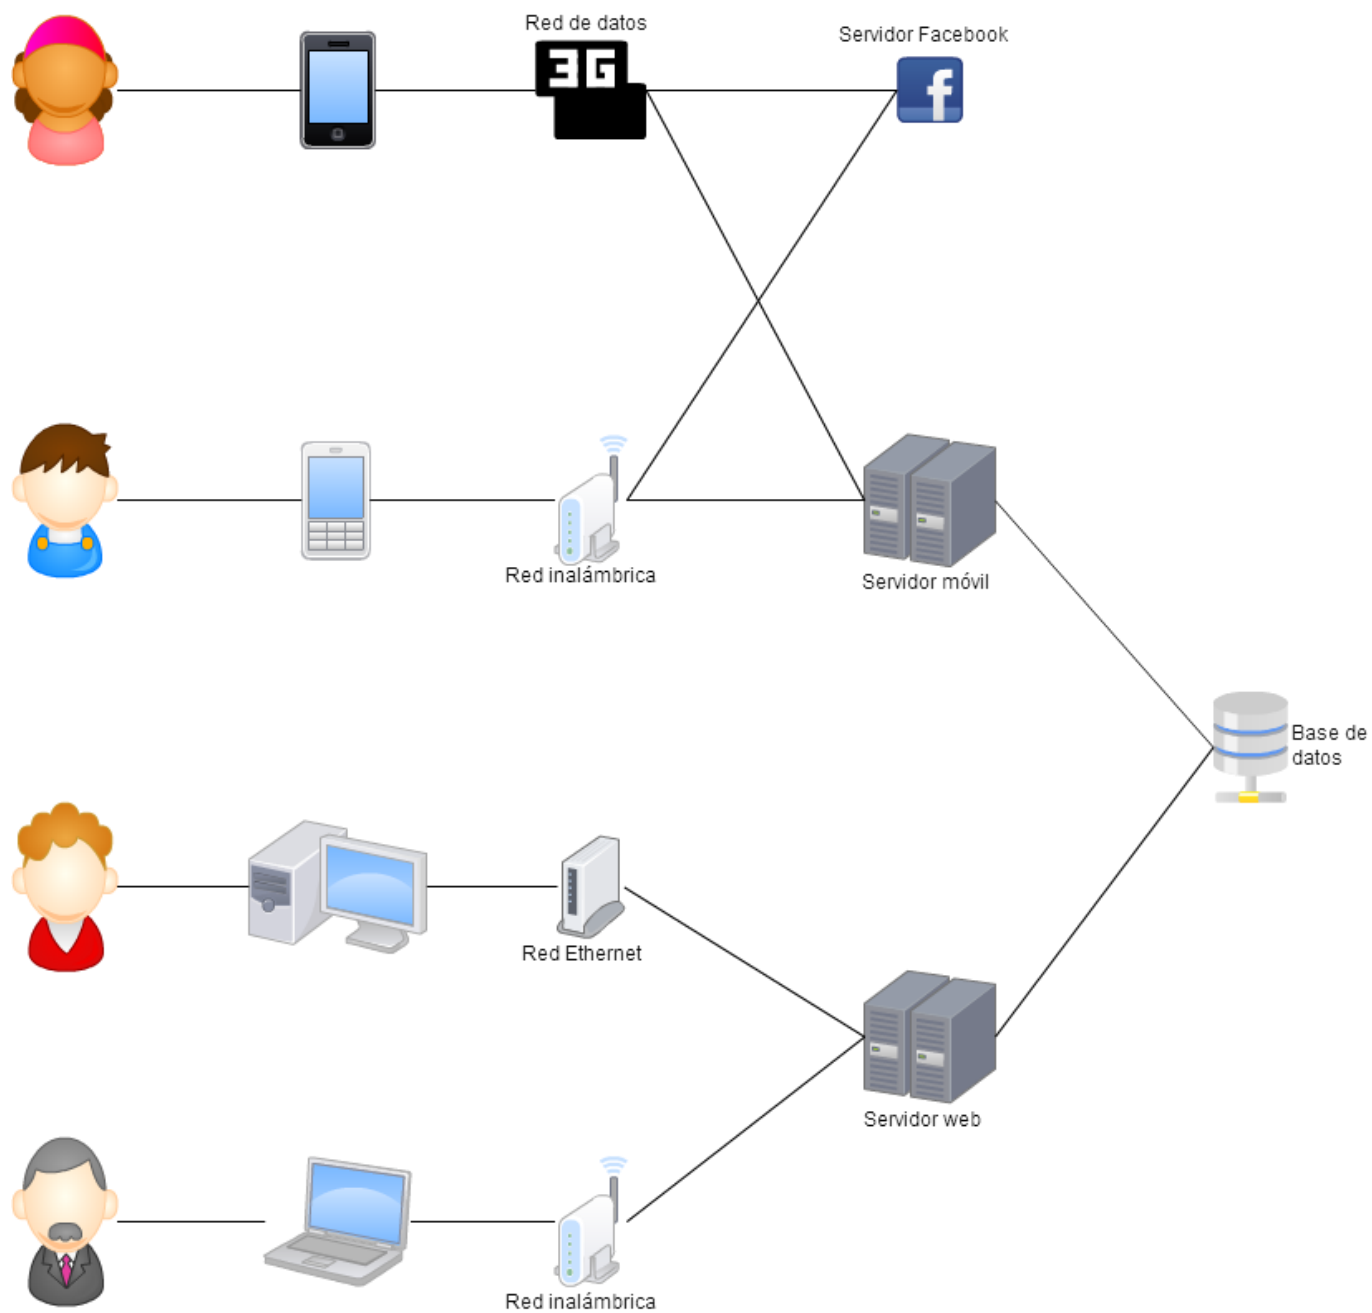 Red de datos
3G
Servidor Facebook
f
Red inalámbrica
Servidor móvil
Base de
datos
Red Ethernet
Servidor web
Red inalámbrica